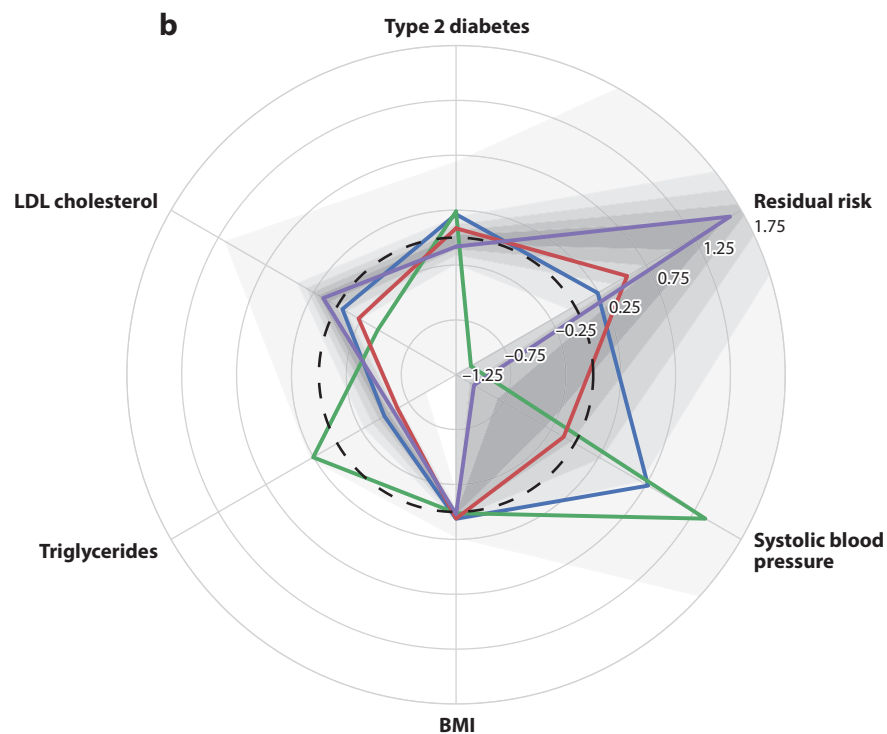 b
Type 2 diabetes
LDL cholesterol
Residual risk
1.75
1.25
0.75
0.25
−0.25
−0.75
−1.25
Triglycerides
Systolic blood
pressure
BMI